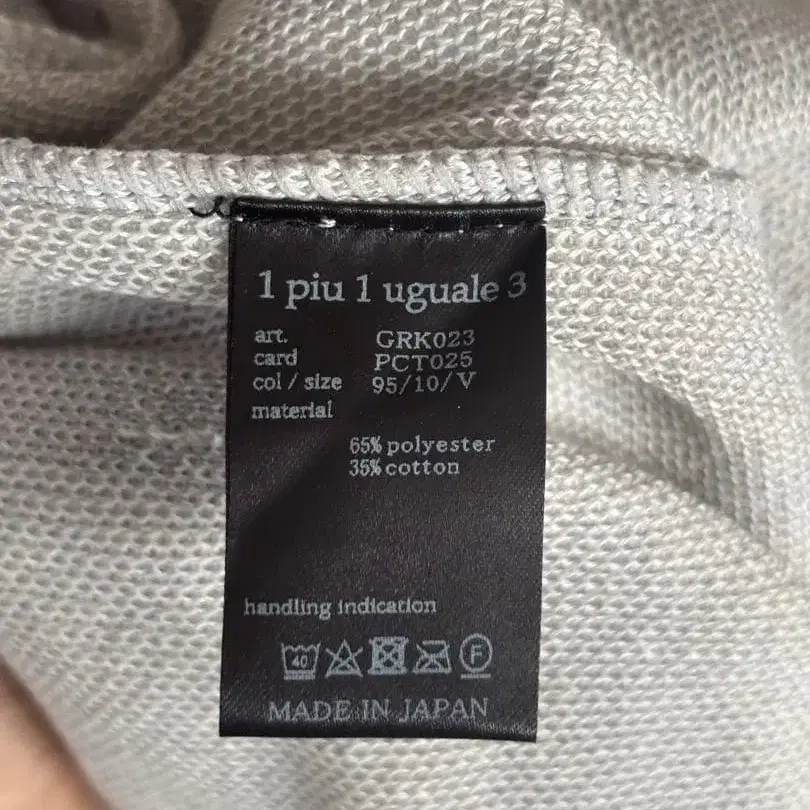 1 piu 1 uguale 3
art. GRK023
card PCT025
col / size 95/10/V
material
65% polyester
35% cotton
handling indication
40 F
MADE IN JAPAN